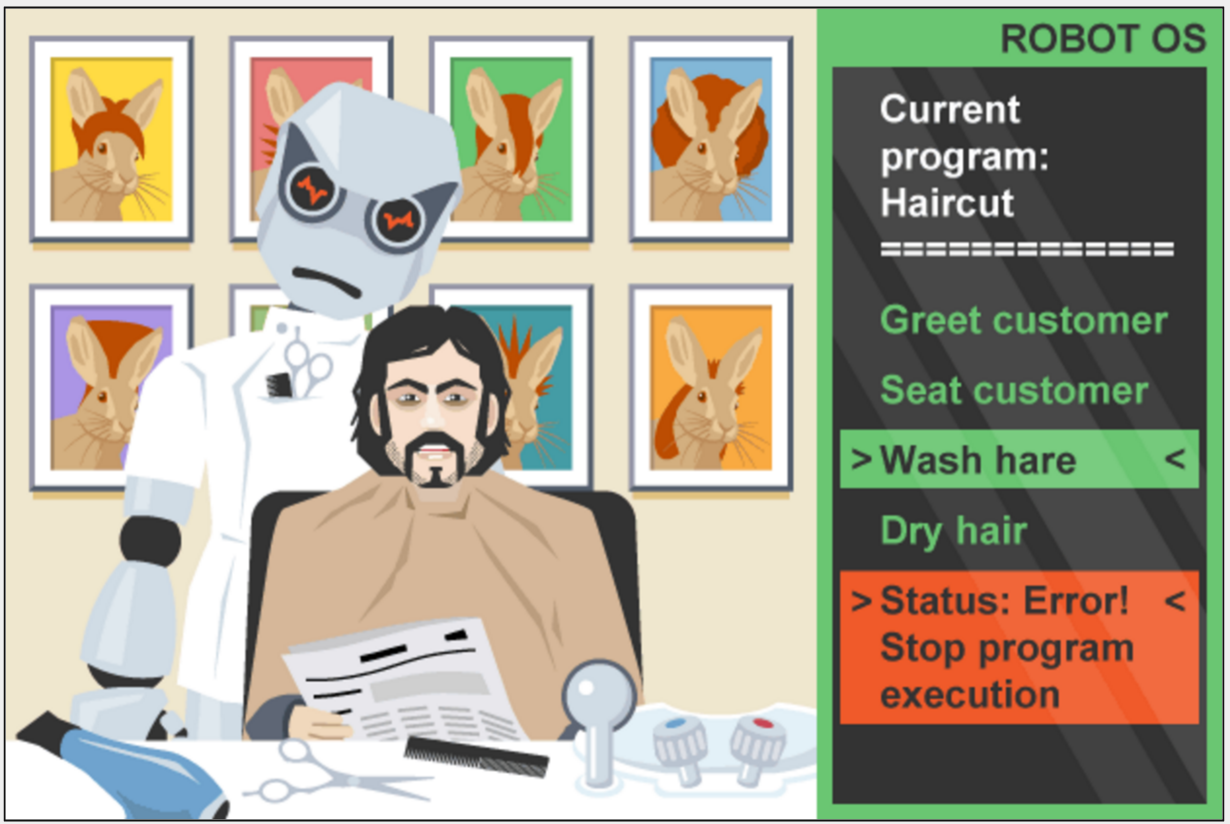 ROBOT OS
Current
program:
Haircut
=============
Greet customer
Seat customer
> Wash hare <
Dry hair
> Status: Error! <
Stop program
execution